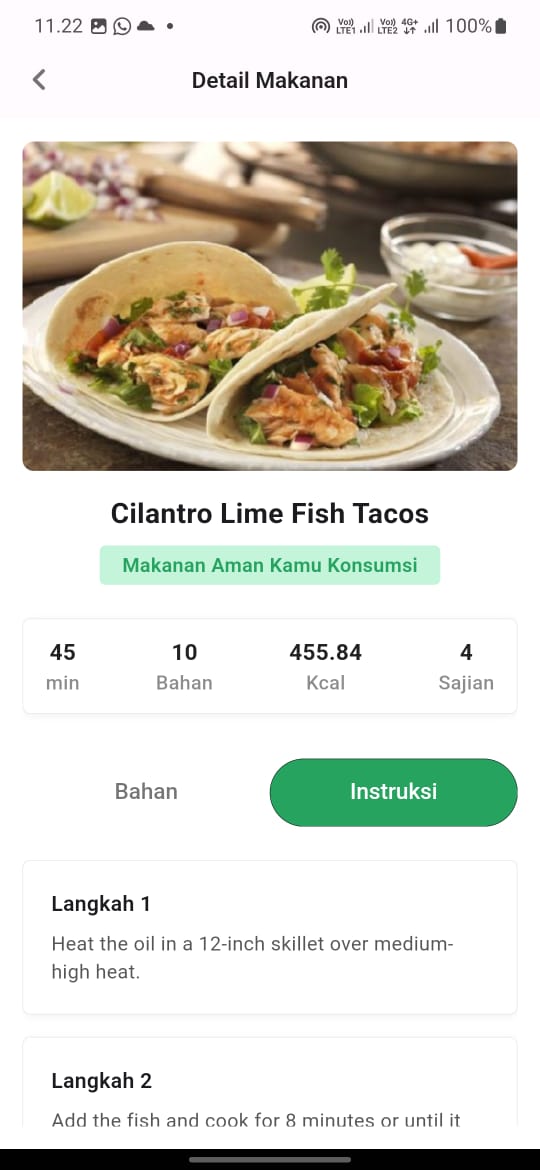 11.22
Vo)) LTE1 Vo)) LTE2 4G+ 100%
Detail Makanan
Cilantro Lime Fish Tacos
Makanan Aman Kamu Konsumsi
45 10 455.84 4
min Bahan Kcal Sajian
Bahan Instruksi
Langkah 1
Heat the oil in a 12-inch skillet over medium-
high heat.
Langkah 2
Add the fish and cook for 8 minutes or until it